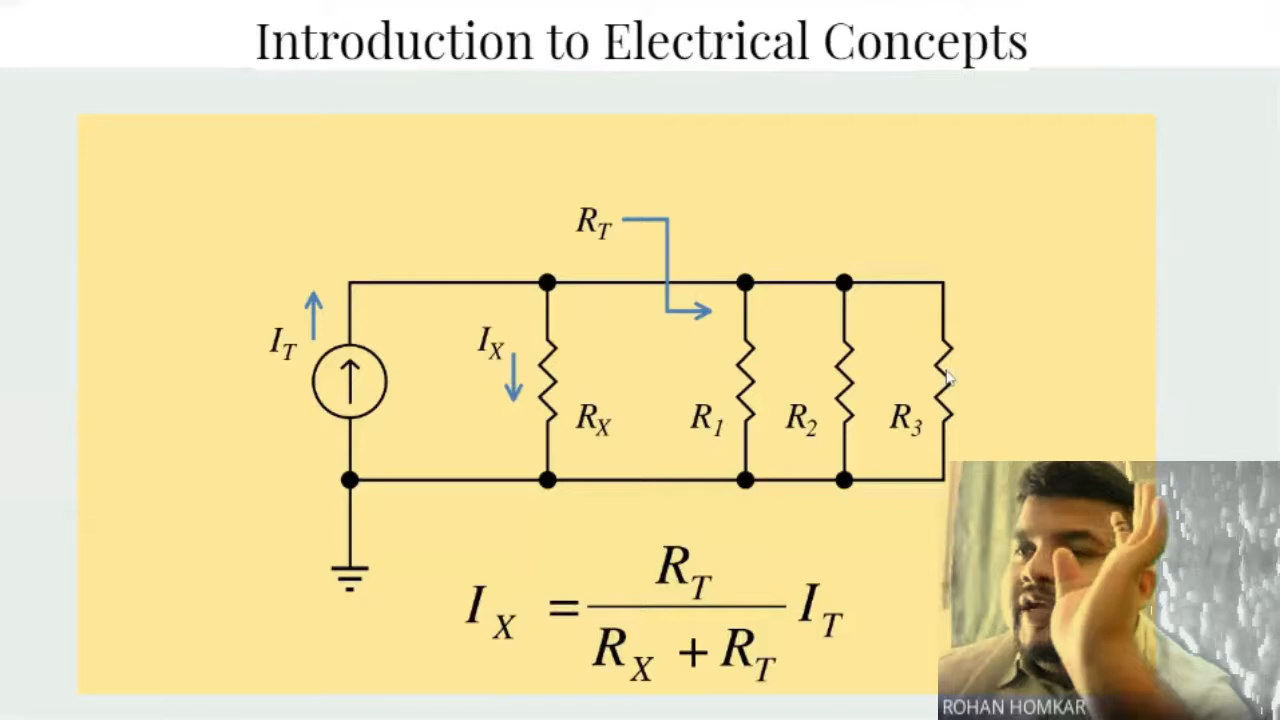 Introduction to Electrical Concepts
R_T
I_T
I_X
R_X
R_1
R_2
R_3
I_X = R_T / (R_X + R_T) I_T
ROHAN HOMKAR